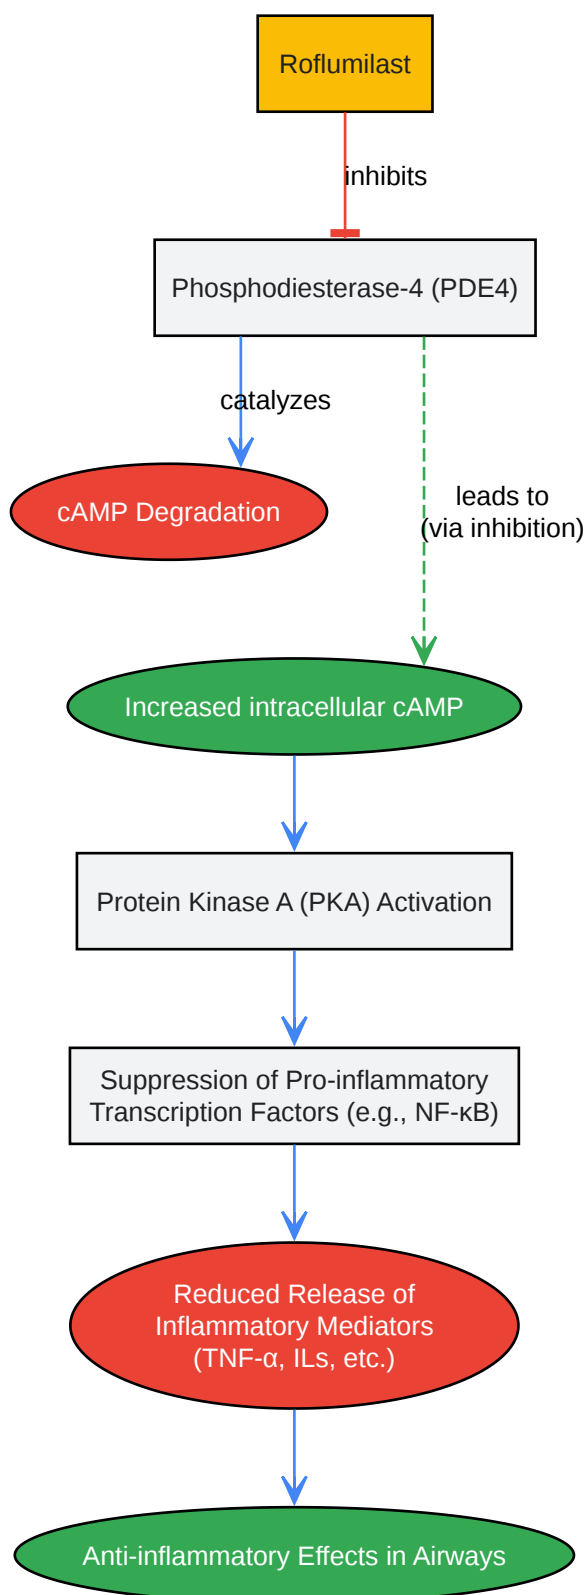 Roflumilast
inhibits
Phosphodiesterase-4 (PDE4)
catalyzes
cAMP Degradation
leads to
(via inhibition)
Increased intracellular cAMP
Protein Kinase A (PKA) Activation
Suppression of Pro-inflammatory
Transcription Factors (e.g., NF-κB)
Reduced Release of
Inflammatory Mediators
(TNF-α, ILs, etc.)
Anti-inflammatory Effects in Airways